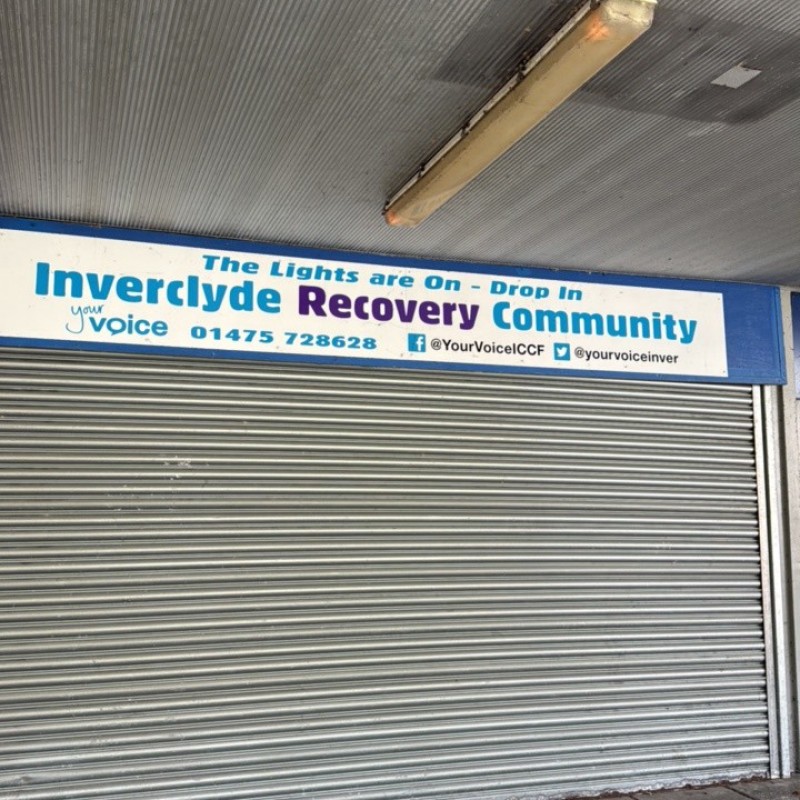 The Lights are On - Drop In
Inverclyde Recovery Community
your voice 01475 728628 @YourVoiceICCF @yourvoiceinver